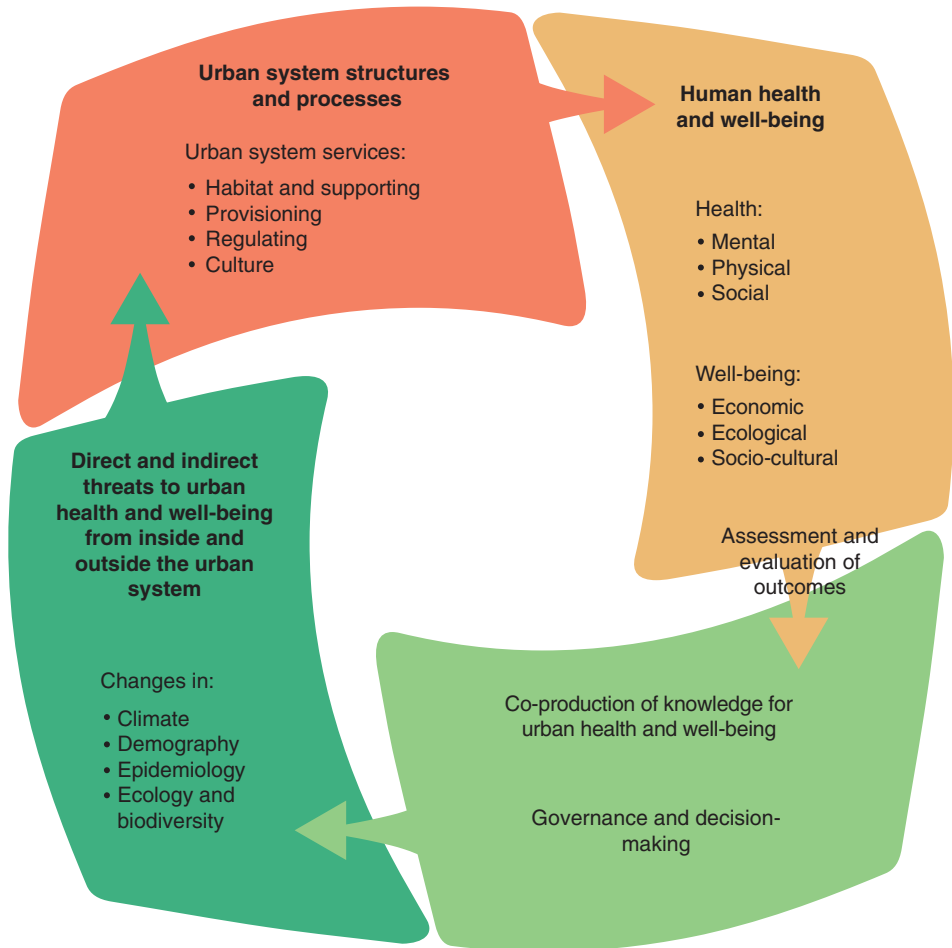 Urban system structures
and processes
Urban system services:
• Habitat and supporting
• Provisioning
• Regulating
• Culture
Human health
and well-being
Health:
• Mental
• Physical
• Social
Well-being:
• Economic
• Ecological
• Socio-cultural
Assessment and
evaluation of
outcomes
Co-production of knowledge for
urban health and well-being
Governance and decision-
making
Direct and indirect
threats to urban
health and well-being
from inside and
outside the urban
system
Changes in:
• Climate
• Demography
• Epidemiology
• Ecology and
biodiversity